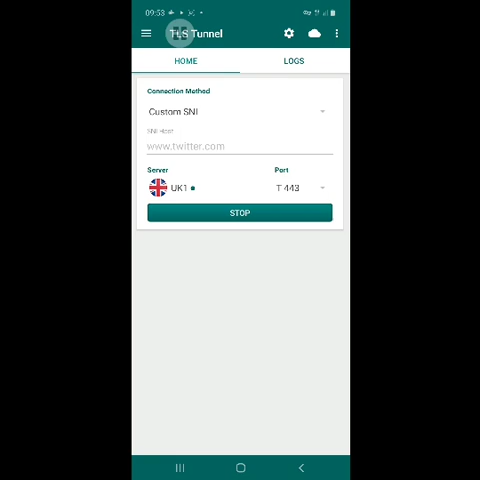 09:53
TLS Tunnel
HOME LOGS
Connection Method
Custom SNI
SNI Host
www.twitter.com
Server Port
UK1 T 443
STOP